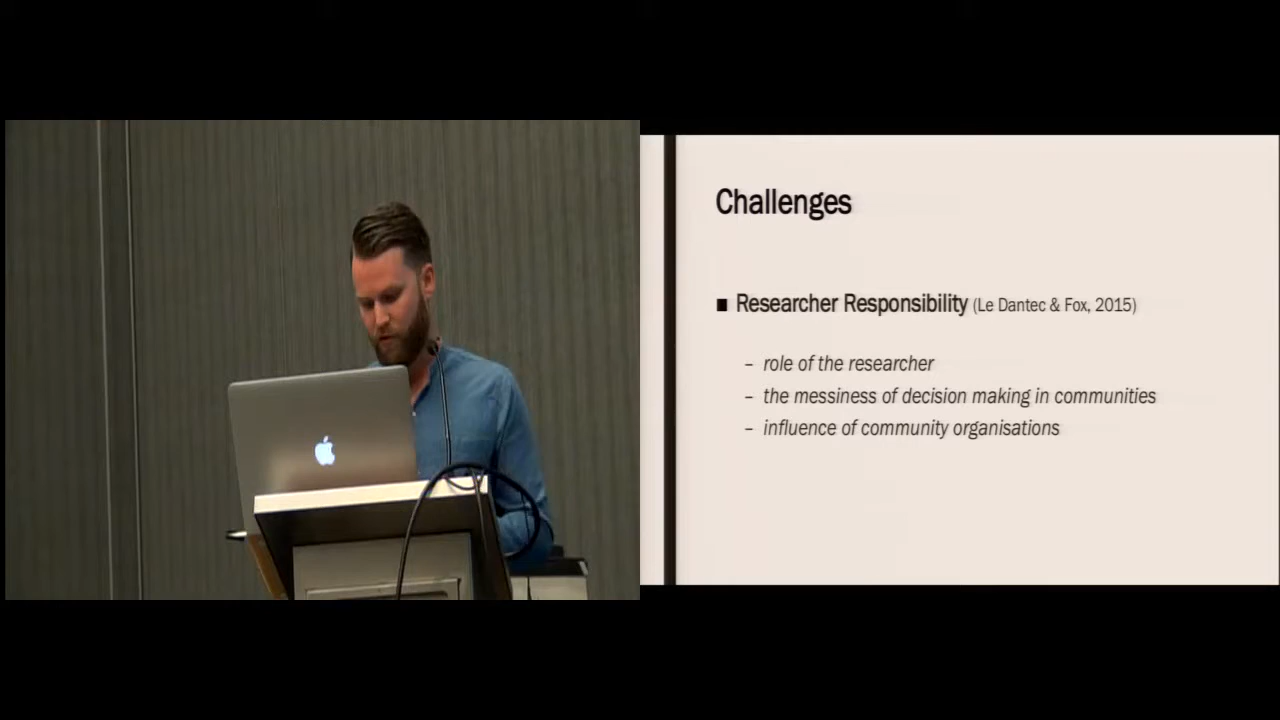 Challenges
■ Researcher Responsibility (Le Dantec & Fox, 2015)
– role of the researcher
– the messiness of decision making in communities
– influence of community organisations